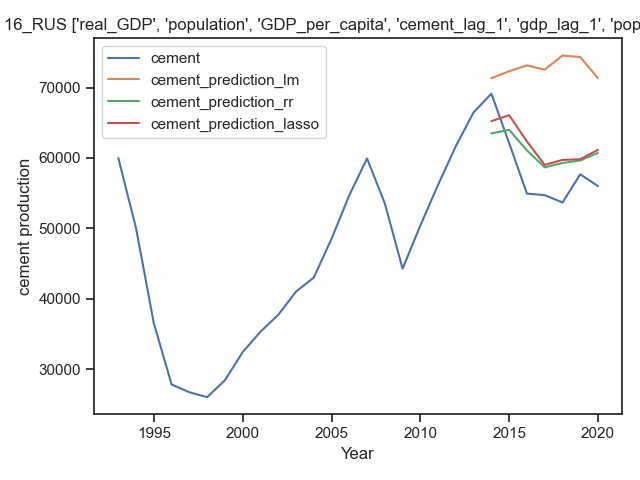 16_RUS ['real_GDP', 'population', 'GDP_per_capita', 'cement_lag_1', 'gdp_lag_1', 'pop
cement
cement_prediction_lm
cement_prediction_rr
cement_prediction_lasso
70000
60000
50000
40000
30000
cement production
1995
2000
2005
2010
2015
2020
Year